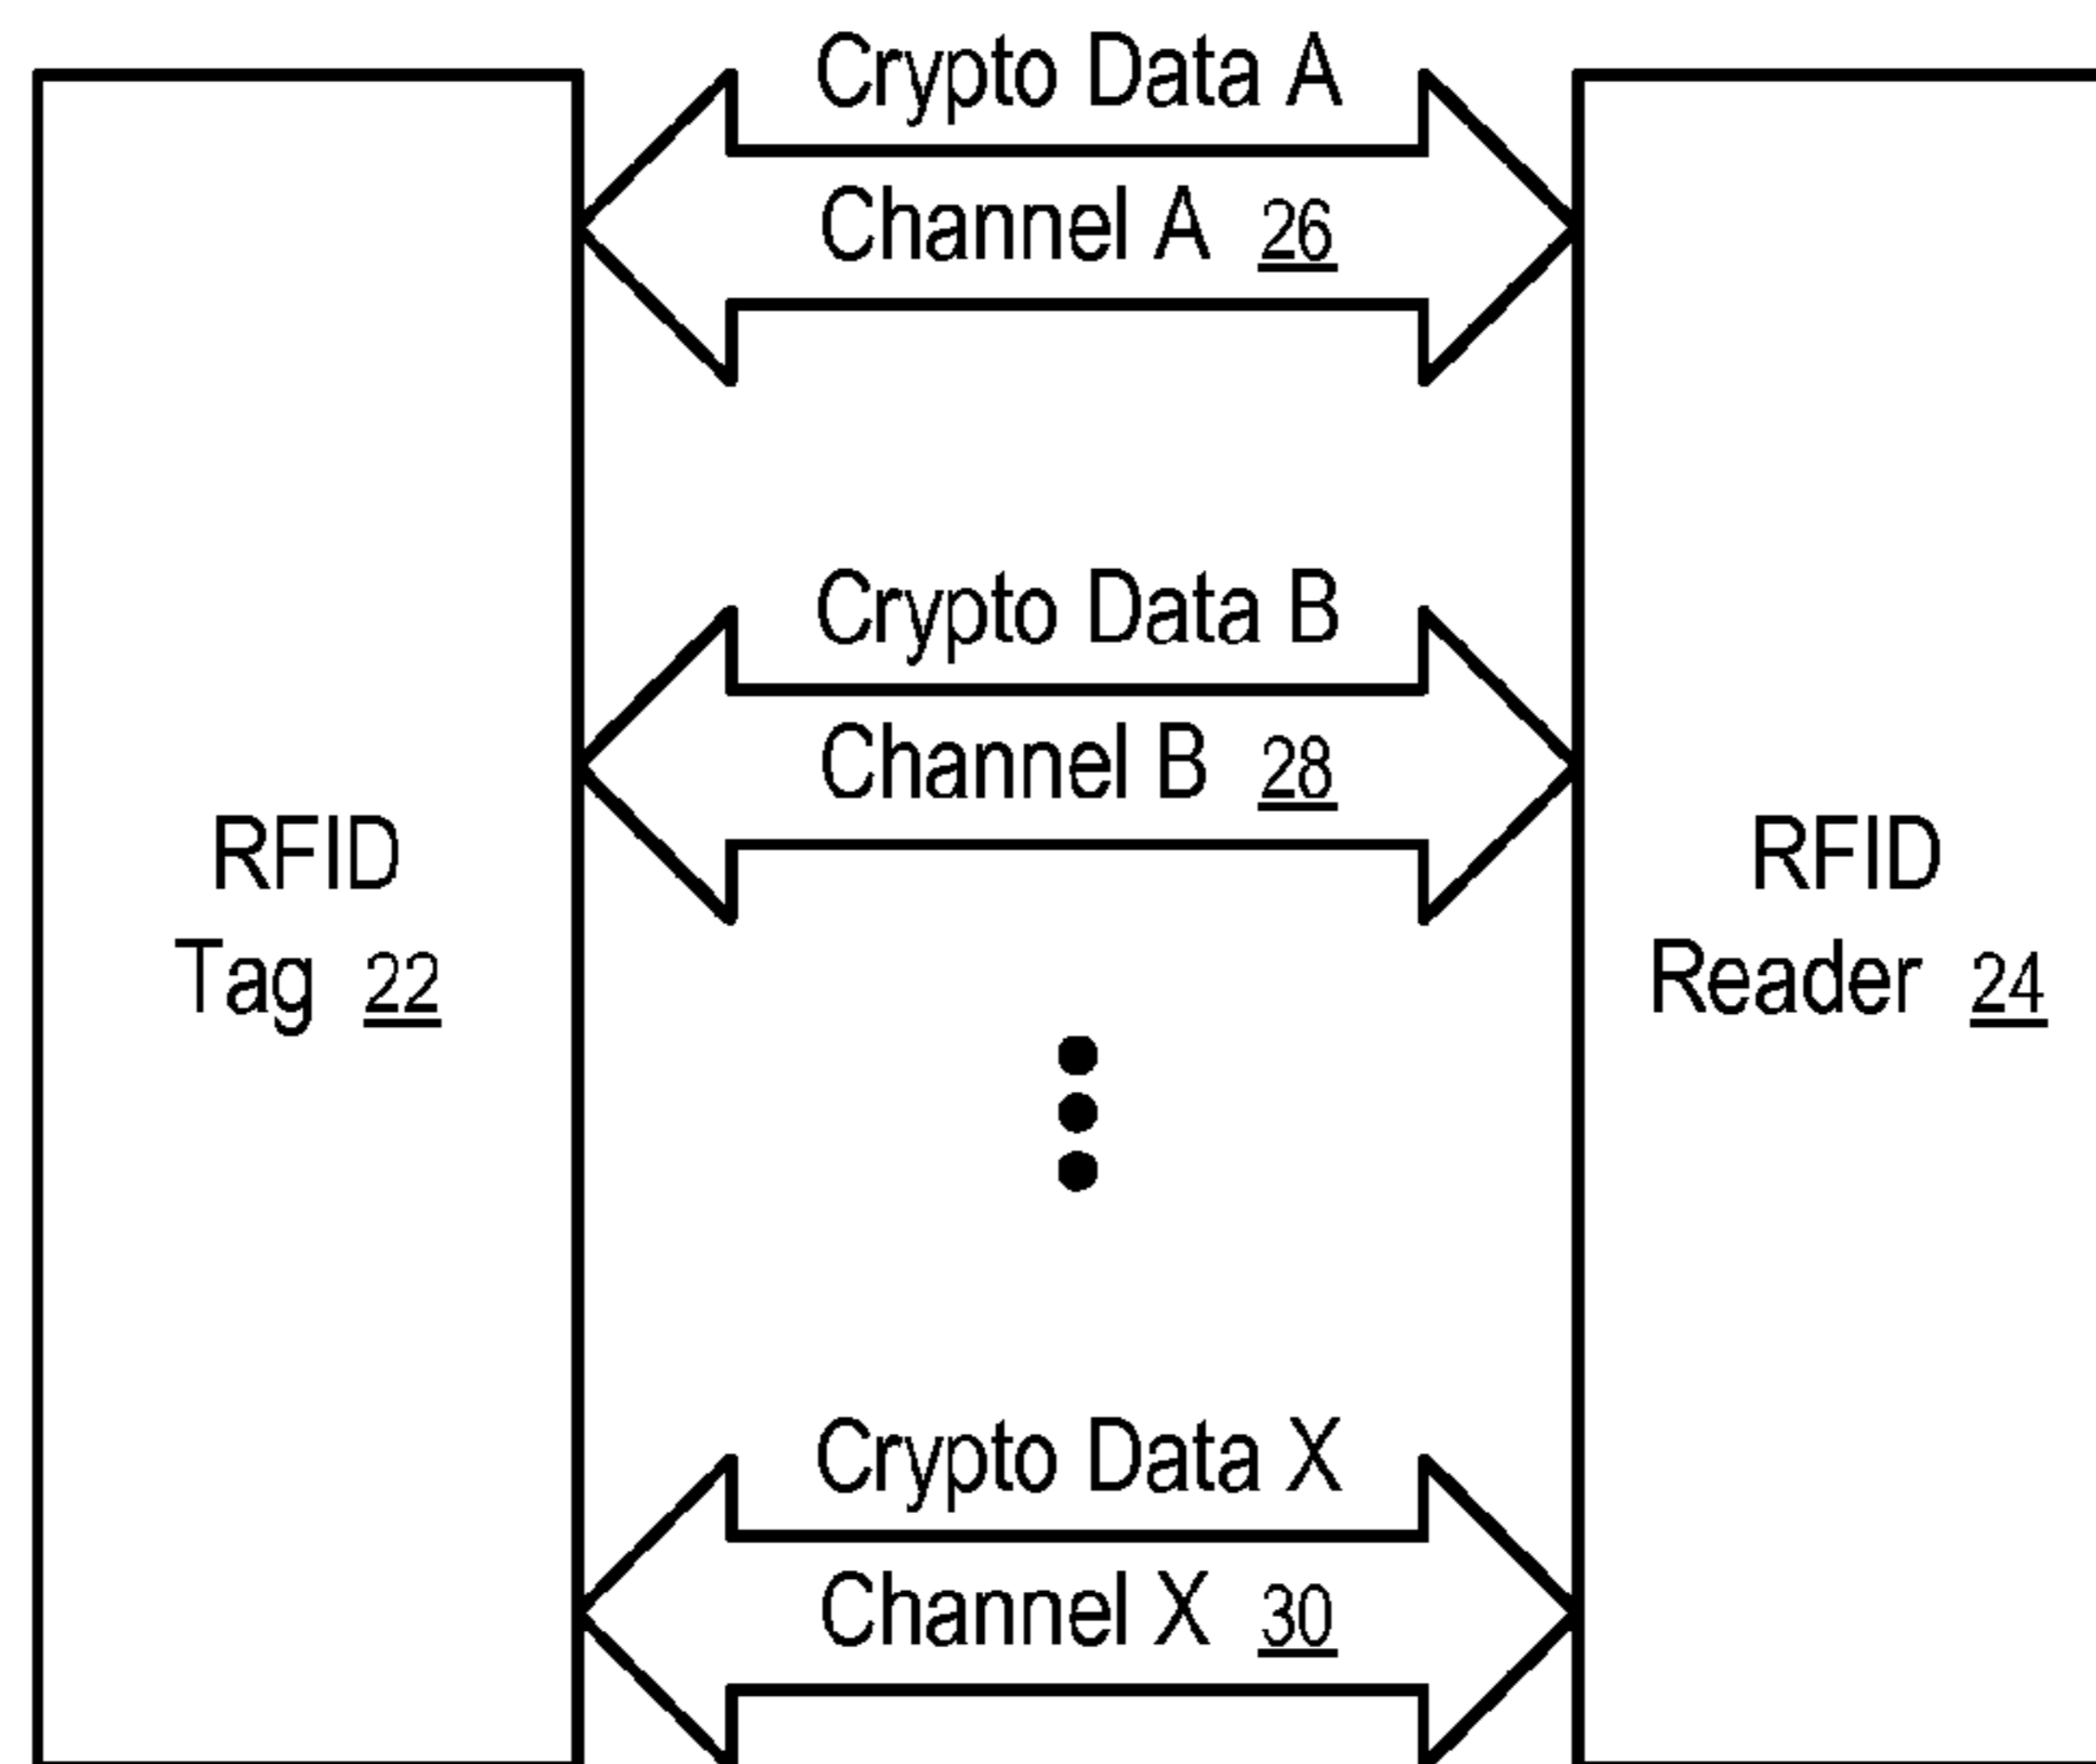 Crypto Data A
Channel A 26
Crypto Data B
Channel B 28
RFID
Tag 22
RFID
Reader 24
Crypto Data X
Channel X 30